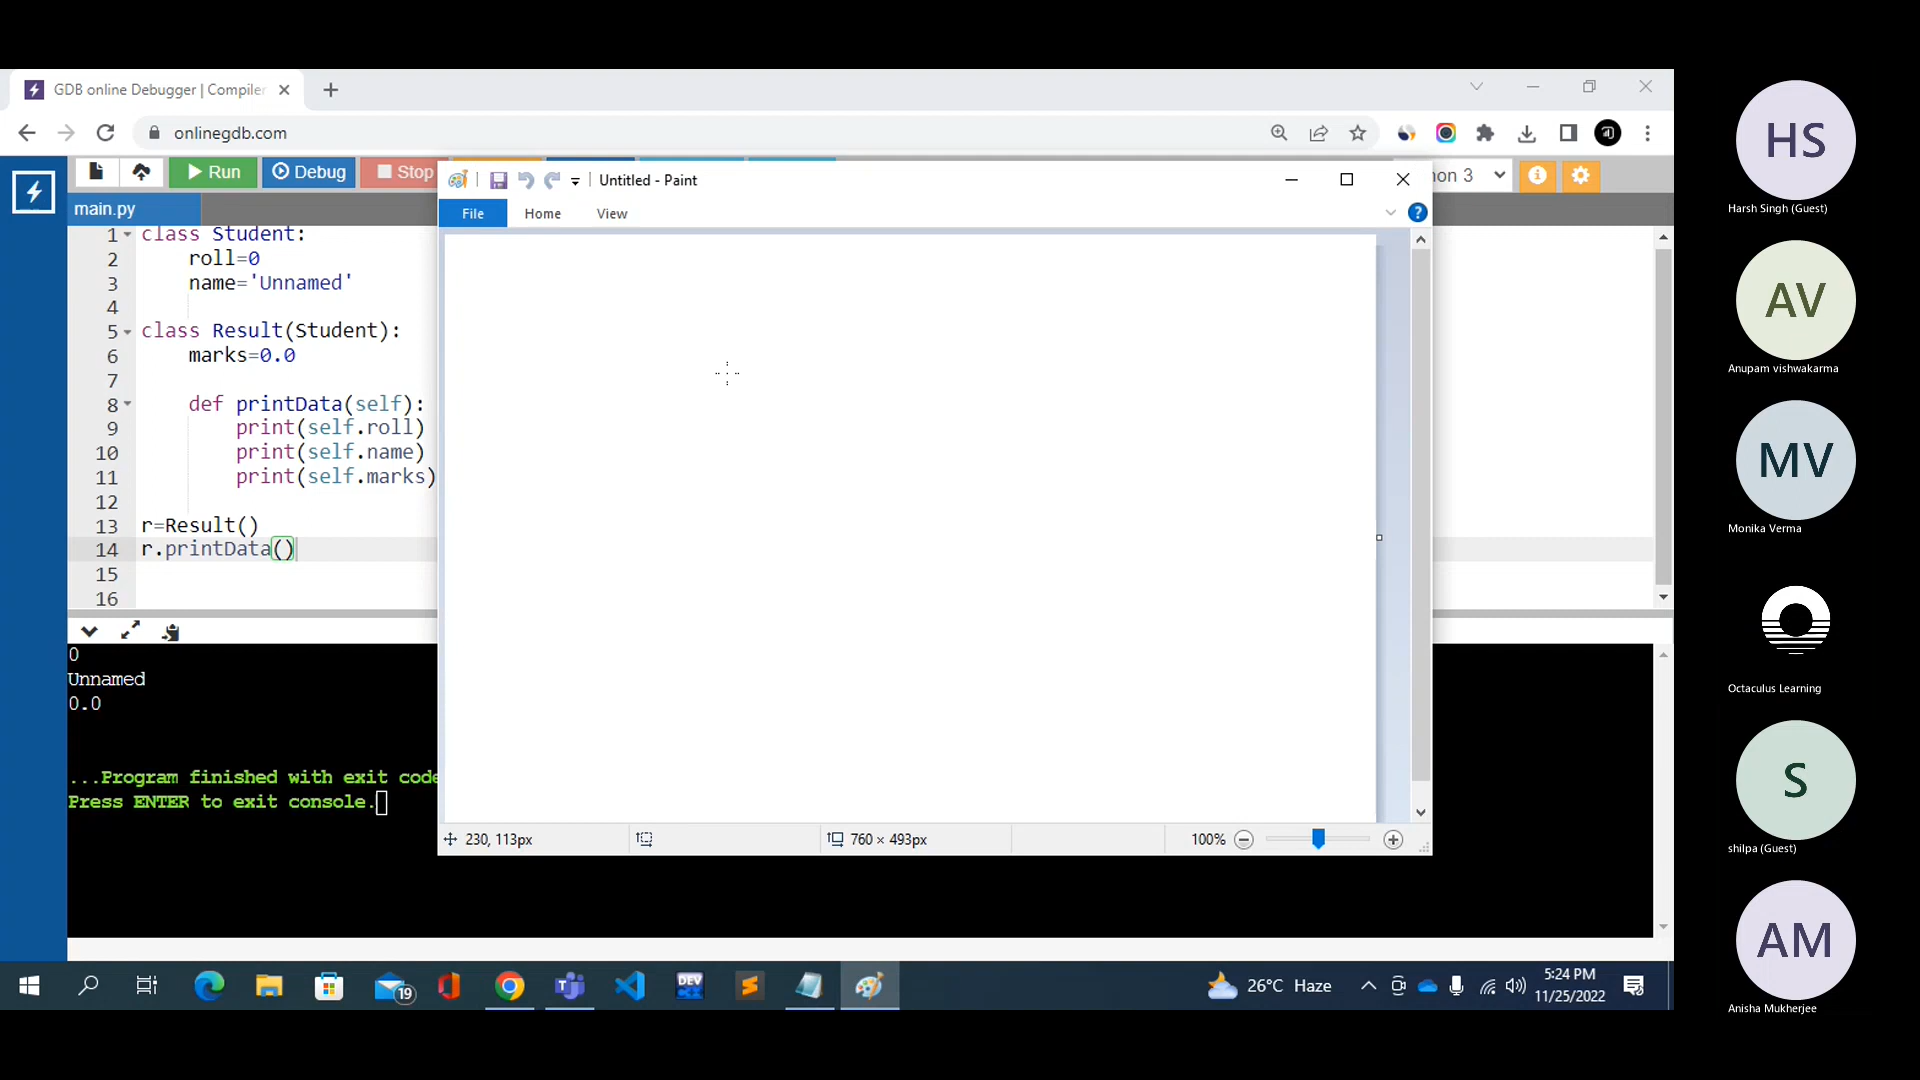 GDB online Debugger | Compiler
onlinegdb.com
Run
Debug
Stop
on 3
main.py
1 class Student:
2 roll=0
3 name='Unnamed'
4
5 class Result(Student):
6 marks=0.0
7
8 def printData(self):
9 print(self.roll)
10 print(self.name)
11 print(self.marks)
12
13 r=Result()
14 r.printData()
15
16
0
Unnamed
0.0
...Program finished with exit code
Press ENTER to exit console.
Untitled - Paint
File
Home
View
230, 113px
760 × 493px
100%
19
DEV
26°C Haze
5:24 PM
11/25/2022
HS
Harsh Singh (Guest)
AV
Anupam vishwakarma
MV
Monika Verma
Octaculus Learning
S
shilpa (Guest)
AM
Anisha Mukherjee